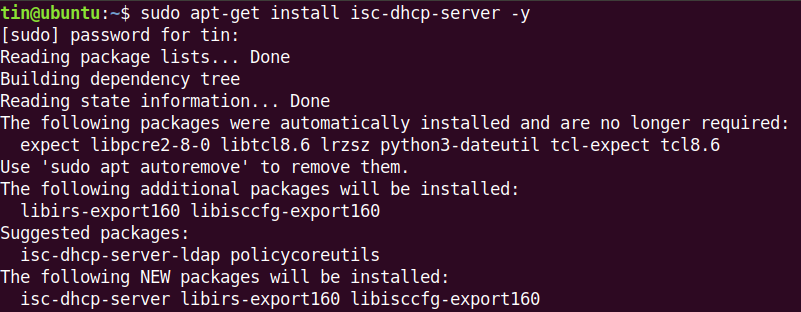 tin@ubuntu:~$ sudo apt-get install isc-dhcp-server -y
[sudo] password for tin:
Reading package lists... Done
Building dependency tree
Reading state information... Done
The following packages were automatically installed and are no longer required:
  expect libpcre2-8-0 libtcl8.6 lrzsz python3-dateutil tcl-expect tcl8.6
Use 'sudo apt autoremove' to remove them.
The following additional packages will be installed:
  libirs-export160 libisccfg-export160
Suggested packages:
  isc-dhcp-server-ldap policycoreutils
The following NEW packages will be installed:
  isc-dhcp-server libirs-export160 libisccfg-export160